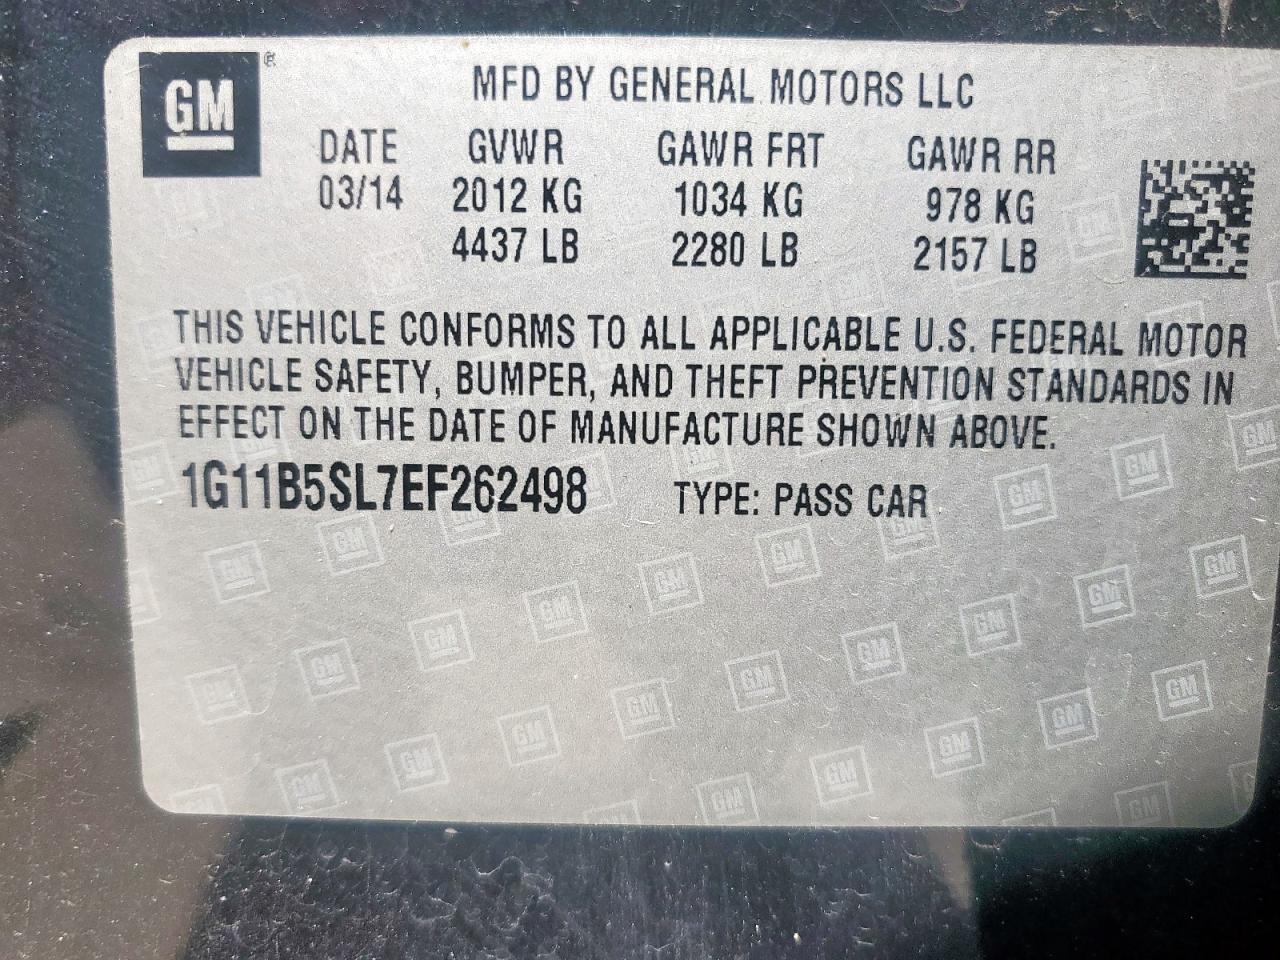 GM ®
MFD BY GENERAL MOTORS LLC
DATE GVWR GAWR FRT GAWR RR
03/14 2012 KG 1034 KG 978 KG
4437 LB 2280 LB 2157 LB
THIS VEHICLE CONFORMS TO ALL APPLICABLE U.S. FEDERAL MOTOR
VEHICLE SAFETY, BUMPER, AND THEFT PREVENTION STANDARDS IN
EFFECT ON THE DATE OF MANUFACTURE SHOWN ABOVE.
1G11B5SL7EF262498 TYPE: PASS CAR